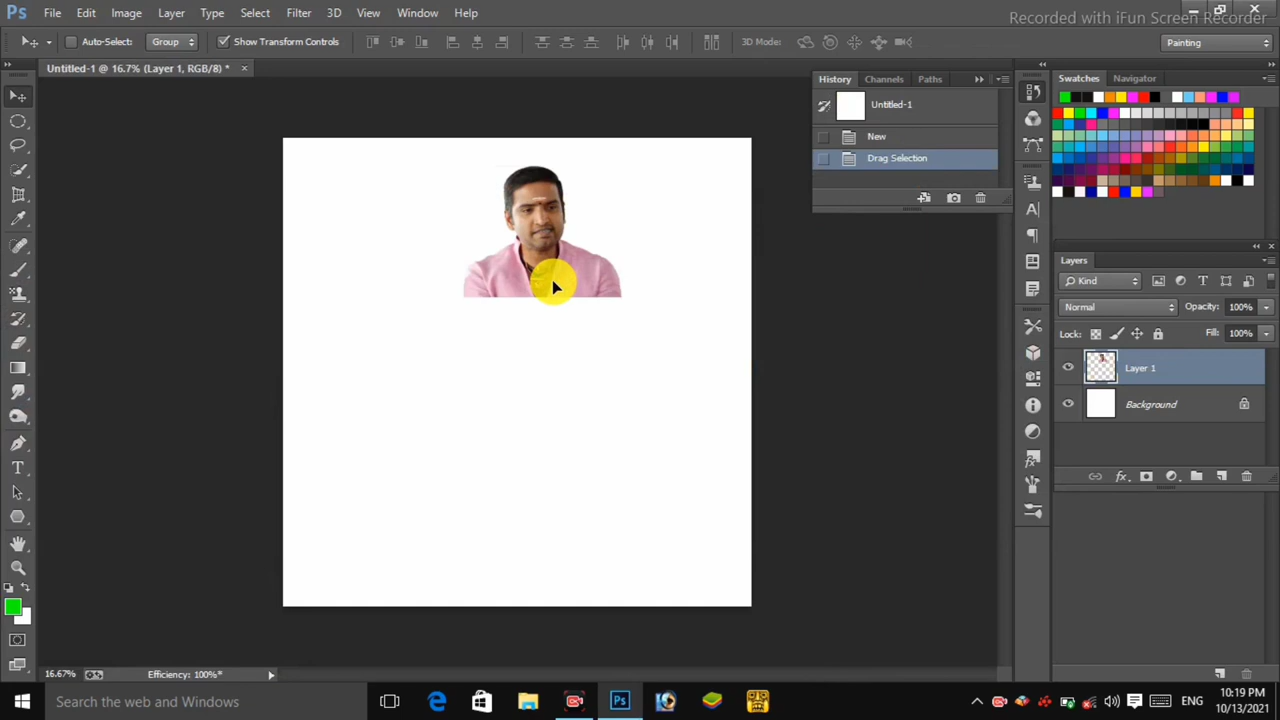 Ps File Edit Image Layer Type Select Filter 3D View Window Help
Recorded with iFun Screen Recorder
Auto-Select: Group Show Transform Controls 3D Mode: Painting
Untitled-1 @ 16.7% (Layer 1, RGB/8) *
History Channels Paths
Untitled-1
New
Drag Selection
Swatches Navigator
Layers
Kind
Normal Opacity: 100%
Lock: Fill: 100%
Layer 1
Background
16.67% Efficiency: 100%*
Search the web and Windows
ENG
10:19 PM
10/13/2021